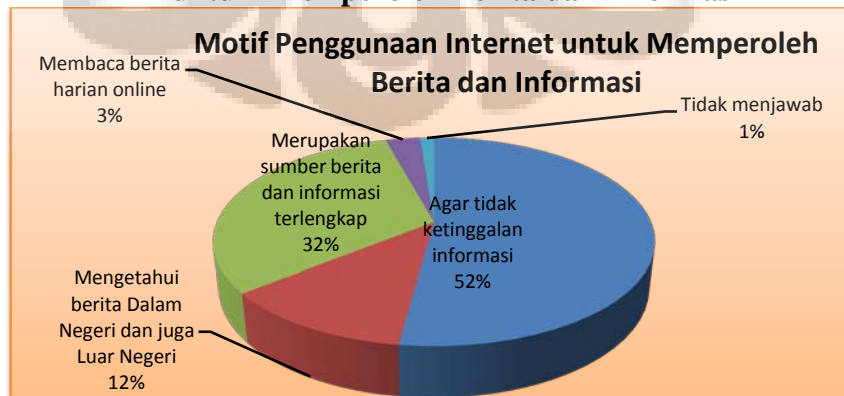 Motif Penggunaan Internet untuk Memperoleh
Berita dan Informasi
Membaca berita
harian online
3%
Tidak menjawab
1%
Merupakan
sumber berita
dan informasi
terlengkap
32%
Agar tidak
ketinggalan
informasi
52%
Mengetahui
berita Dalam
Negeri dan juga
Luar Negeri
12%